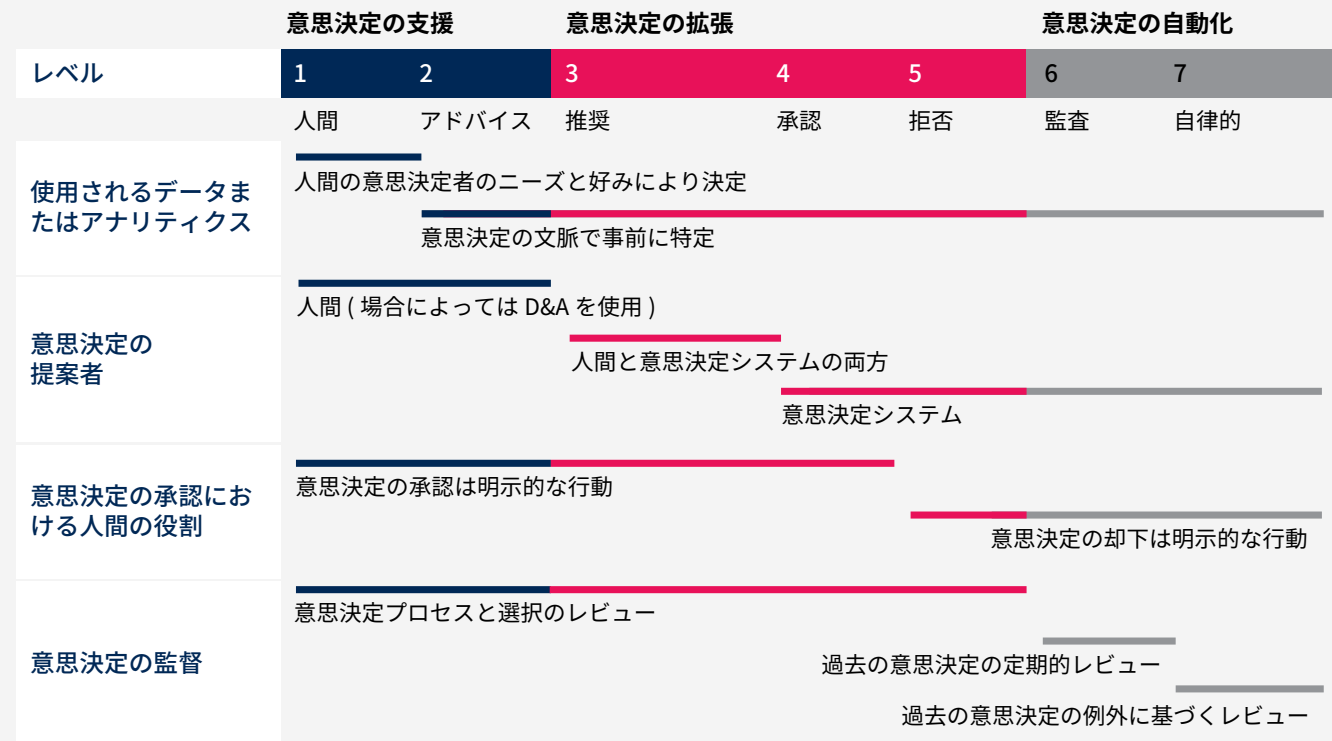 意思決定の支援
意思決定の拡張
意思決定の自動化
レベル
1
2
3
4
5
6
7
人間
アドバイス
推奨
承認
拒否
監査
自律的
使用されるデータま
たはアナリティクス
人間の意思決定者のニーズと好みにより決定
意思決定の文脈で事前に特定
意思決定の
提案者
人間 ( 場合によっては D&A を使用 )
人間と意思決定システムの両方
意思決定システム
意思決定の承認にお
ける人間の役割
意思決定の承認は明示的な行動
意思決定の却下は明示的な行動
意思決定の監督
意思決定プロセスと選択のレビュー
過去の意思決定の定期的レビュー
過去の意思決定の例外に基づくレビュー